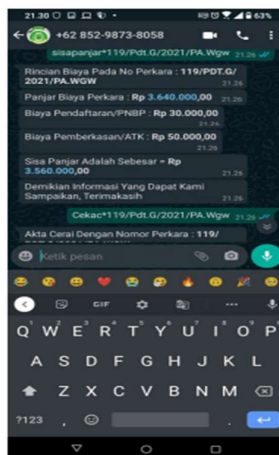 21.30
63%
+62 852-9873-8058
sisapanjar*119/Pdt.G/2021/PA.Wgw 21.26
Rincian Biaya Pada No Perkara : 119/PDT.G/
2021/PA.WGW
21.26
Panjar Biaya Perkara : Rp 3.640.000,00 21.26
Biaya Pendaftaran/PNBP : Rp 30.000,00
21.26
Biaya Pemberkasan/ATK : Rp 50.000,00
21.26
Sisa Panjar Adalah Sebesar = Rp
3.560.000,00 21.26
Demikian Informasi Yang Dapat Kami
Sampaikan, Terimakasih 21.26
Cekac*119/Pdt.G/2021/PA.Wgw 21.26
Akta Cerai Dengan Nomor Perkara : 119/
Ketik pesan
GIF
Q W E R T Y U I O P
A S D F G H J K L
Z X C V B N M
?123 , .